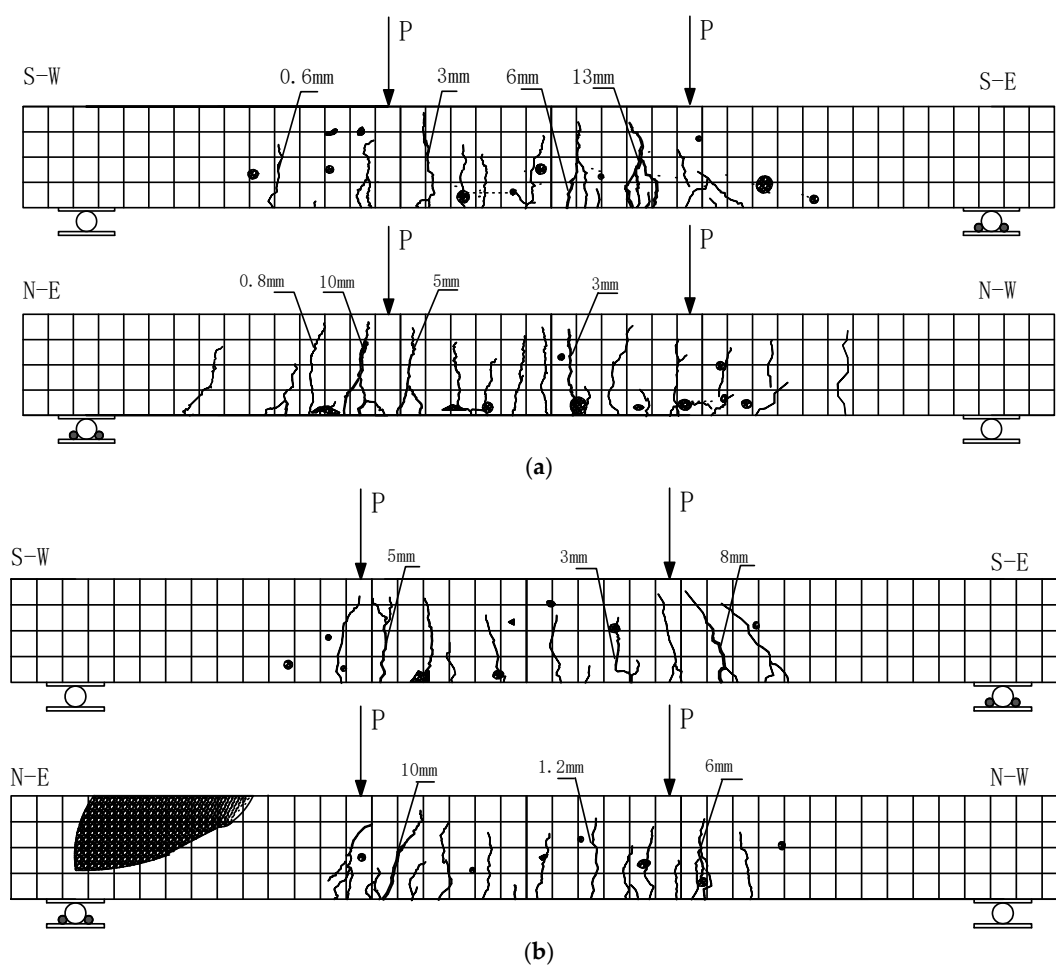 P P
S-W S-E
0.6mm 3mm 6mm 13mm
P P
N-E N-W
0.8mm 10mm 5mm 3mm
(a)
P P
S-W S-E
5mm 3mm 8mm
P P
N-E N-W
10mm 1.2mm 6mm
(b)